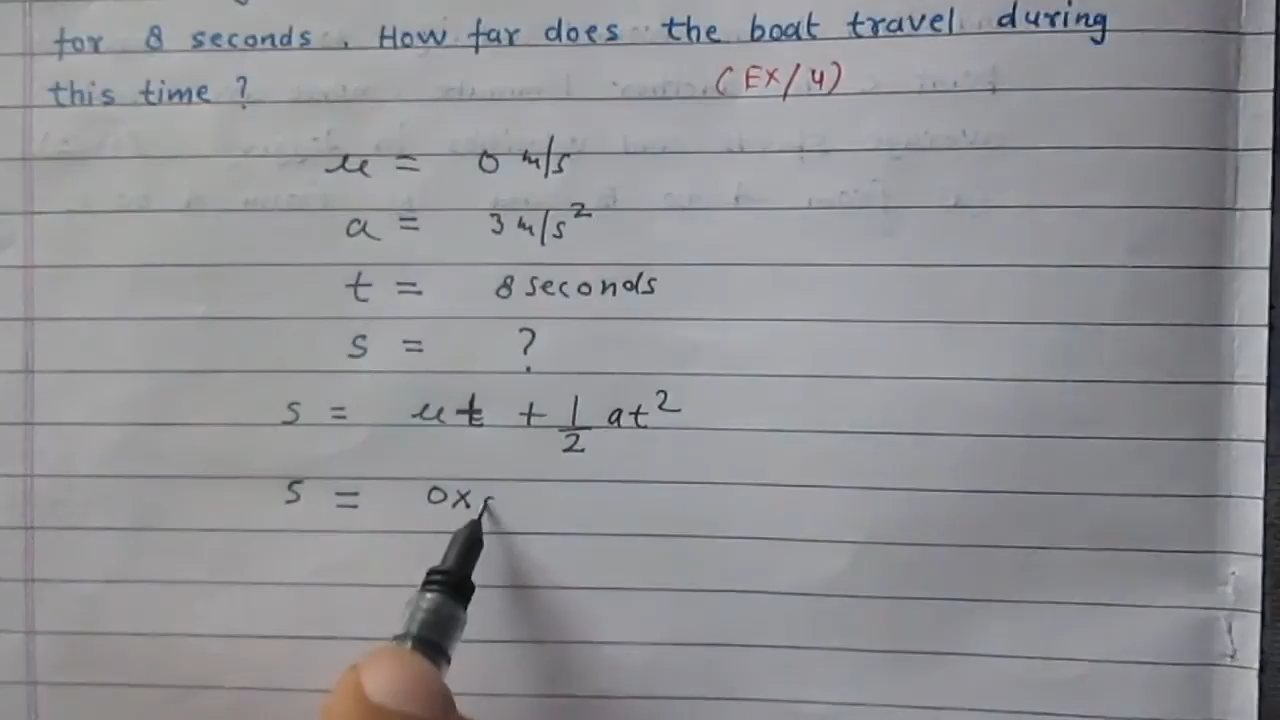 for 8 seconds. How far does the boat travel during
this time ? (EX/4)
u = 0 m/s
a = 3 m/s²
t = 8 seconds
s = ?
s = ut + 1/2 at²
s = 0×